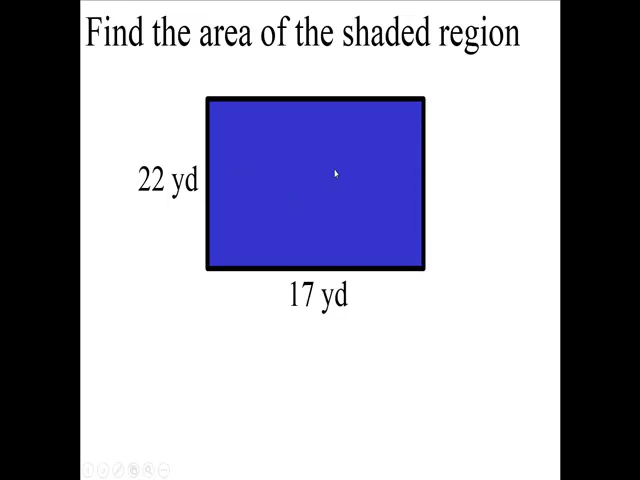 Find the area of the shaded region
22 yd
17 yd